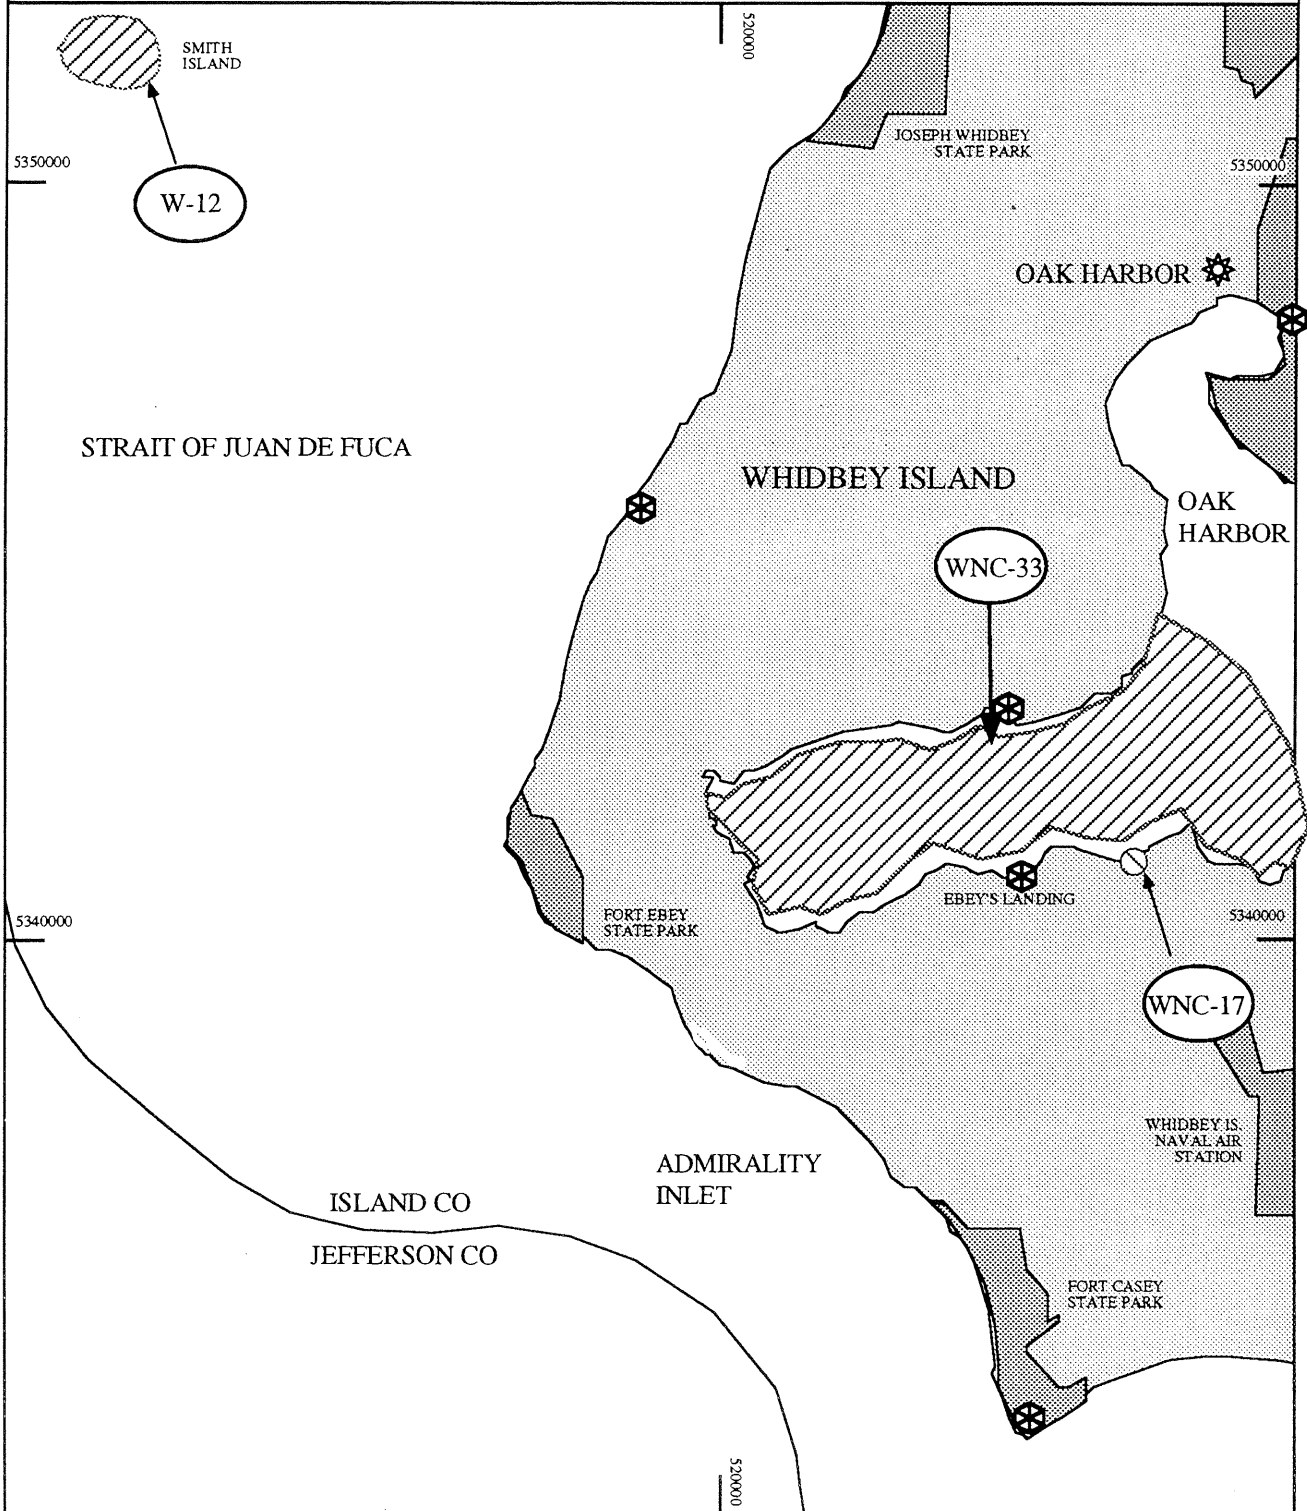 520000
SMITH
ISLAND
JOSEPH WHIDBEY
STATE PARK
5350000
5350000
W-12
OAK HARBOR
STRAIT OF JUAN DE FUCA
WHIDBEY ISLAND
OAK
HARBOR
WNC-33
EBEY'S LANDING
FORT EBEY
STATE PARK
5340000
5340000
WNC-17
WHIDBEY IS.
NAVAL AIR
STATION
ADMIRALITY
INLET
ISLAND CO
JEFFERSON CO
FORT CASEY
STATE PARK
520000